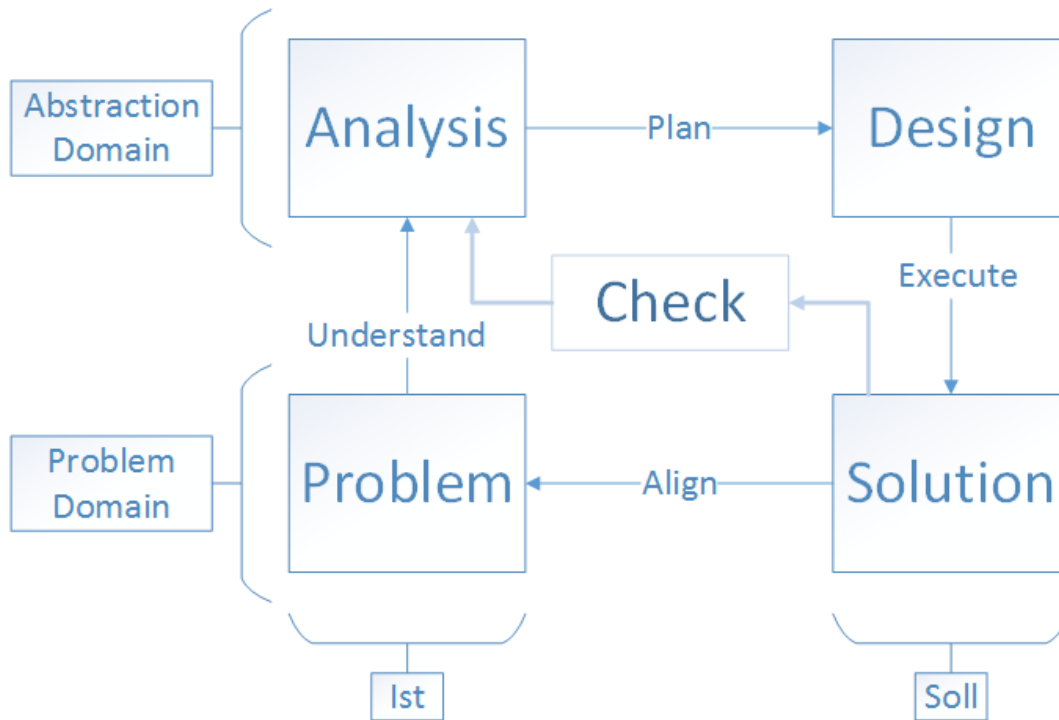 Abstraction
Domain
Analysis
Plan
Design
Execute
Check
Understand
Problem
Domain
Problem
Align
Solution
Ist
Soll